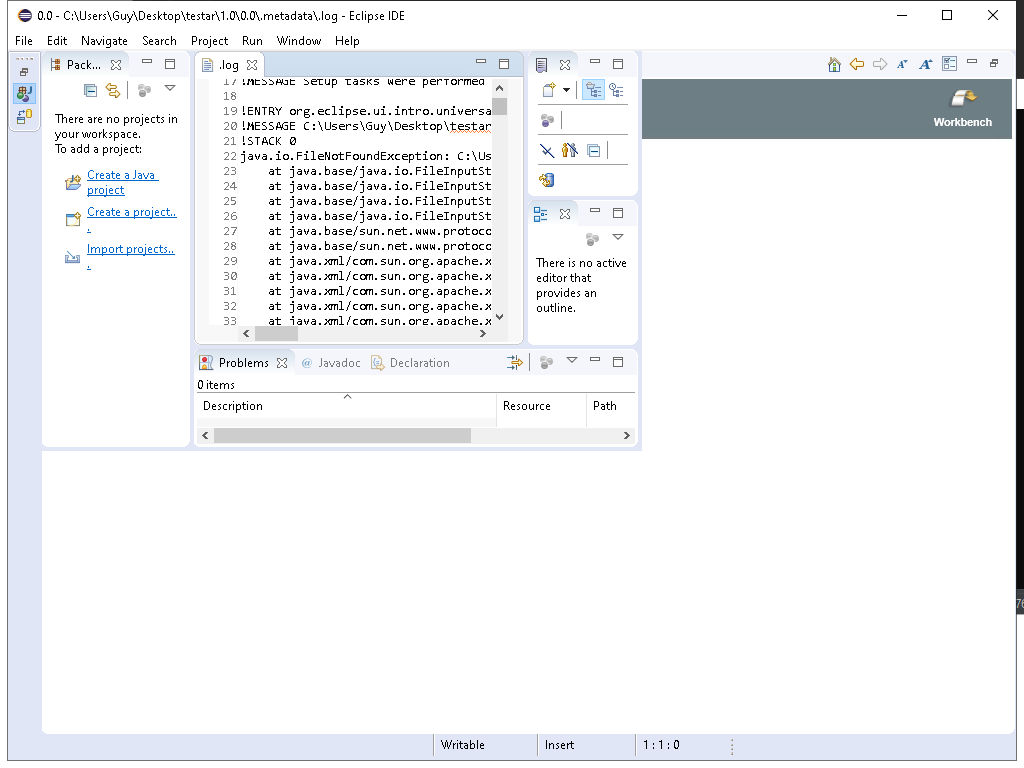 0.0 - C:\Users\Guy\Desktop\testar\1.0\0.0\.metadata\.log - Eclipse IDE
File Edit Navigate Search Project Run Window Help
Pack...
.log
There are no projects in
your workspace.
To add a project:
Create a Java
project
Create a project..
.
Import projects..
.
17 !MESSAGE Setup tasks were performed
18
19 !ENTRY org.eclipse.ui.intro.universa
20 !MESSAGE C:\Users\Guy\Desktop\testar
21 !STACK 0
22 java.io.FileNotFoundException: C:\Us
23 at java.base/java.io.FileInputSt
24 at java.base/java.io.FileInputSt
25 at java.base/java.io.FileInputSt
26 at java.base/java.io.FileInputSt
27 at java.base/sun.net.www.protoco
28 at java.base/sun.net.www.protoco
29 at java.xml/com.sun.org.apache.x
30 at java.xml/com.sun.org.apache.x
31 at java.xml/com.sun.org.apache.x
32 at java.xml/com.sun.org.apache.x
33 at java.xml/com.sun.org.apache.x
There is no active
editor that
provides an
outline.
Workbench
Problems @ Javadoc Declaration
0 items
Description Resource Path
Writable Insert 1 : 1 : 0